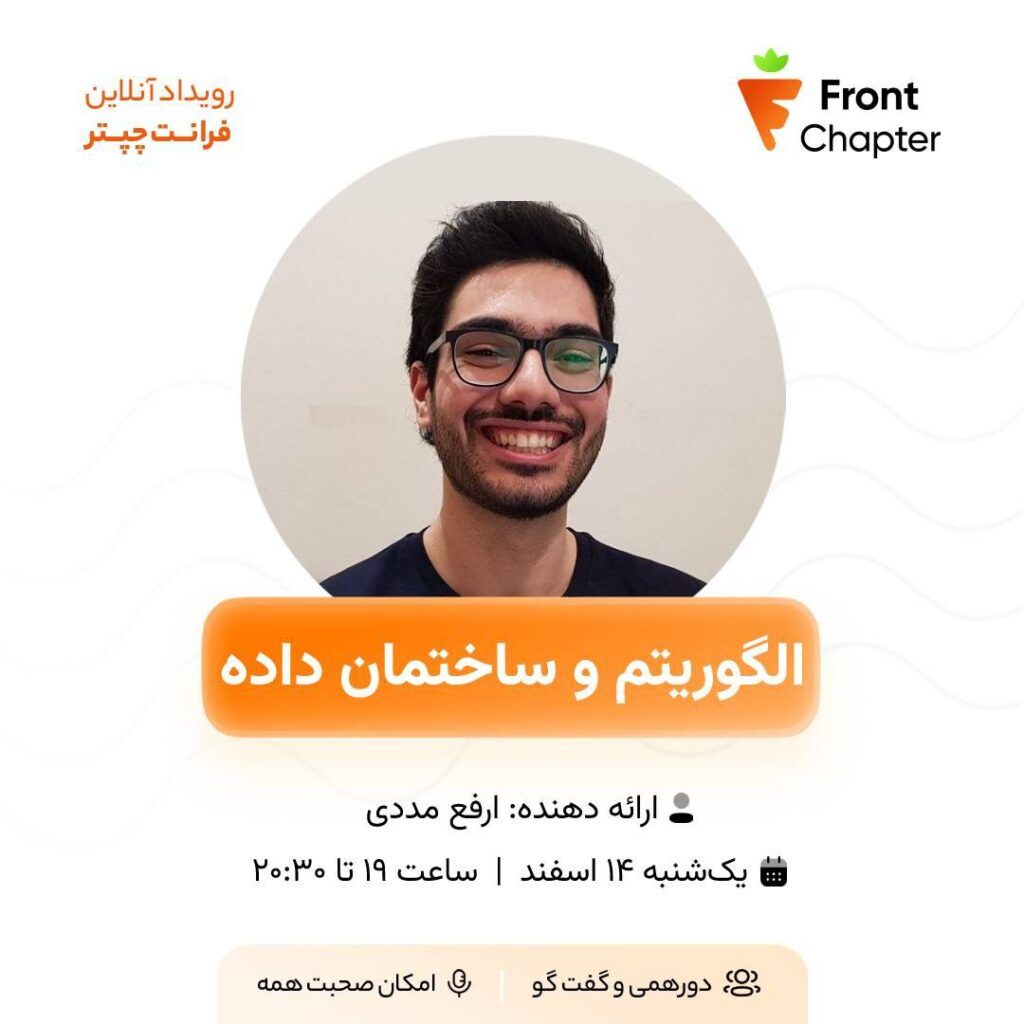 رویداد آنلاین
فرانت‌چپتر
Front
Chapter
الگوریتم و ساختمان داده
ارائه دهنده: ارفع مددی
یک‌شنبه ۱۴ اسفند | ساعت ۱۹ تا ۲۰:۳۰
دورهمی و گفت گو | امکان صحبت همه